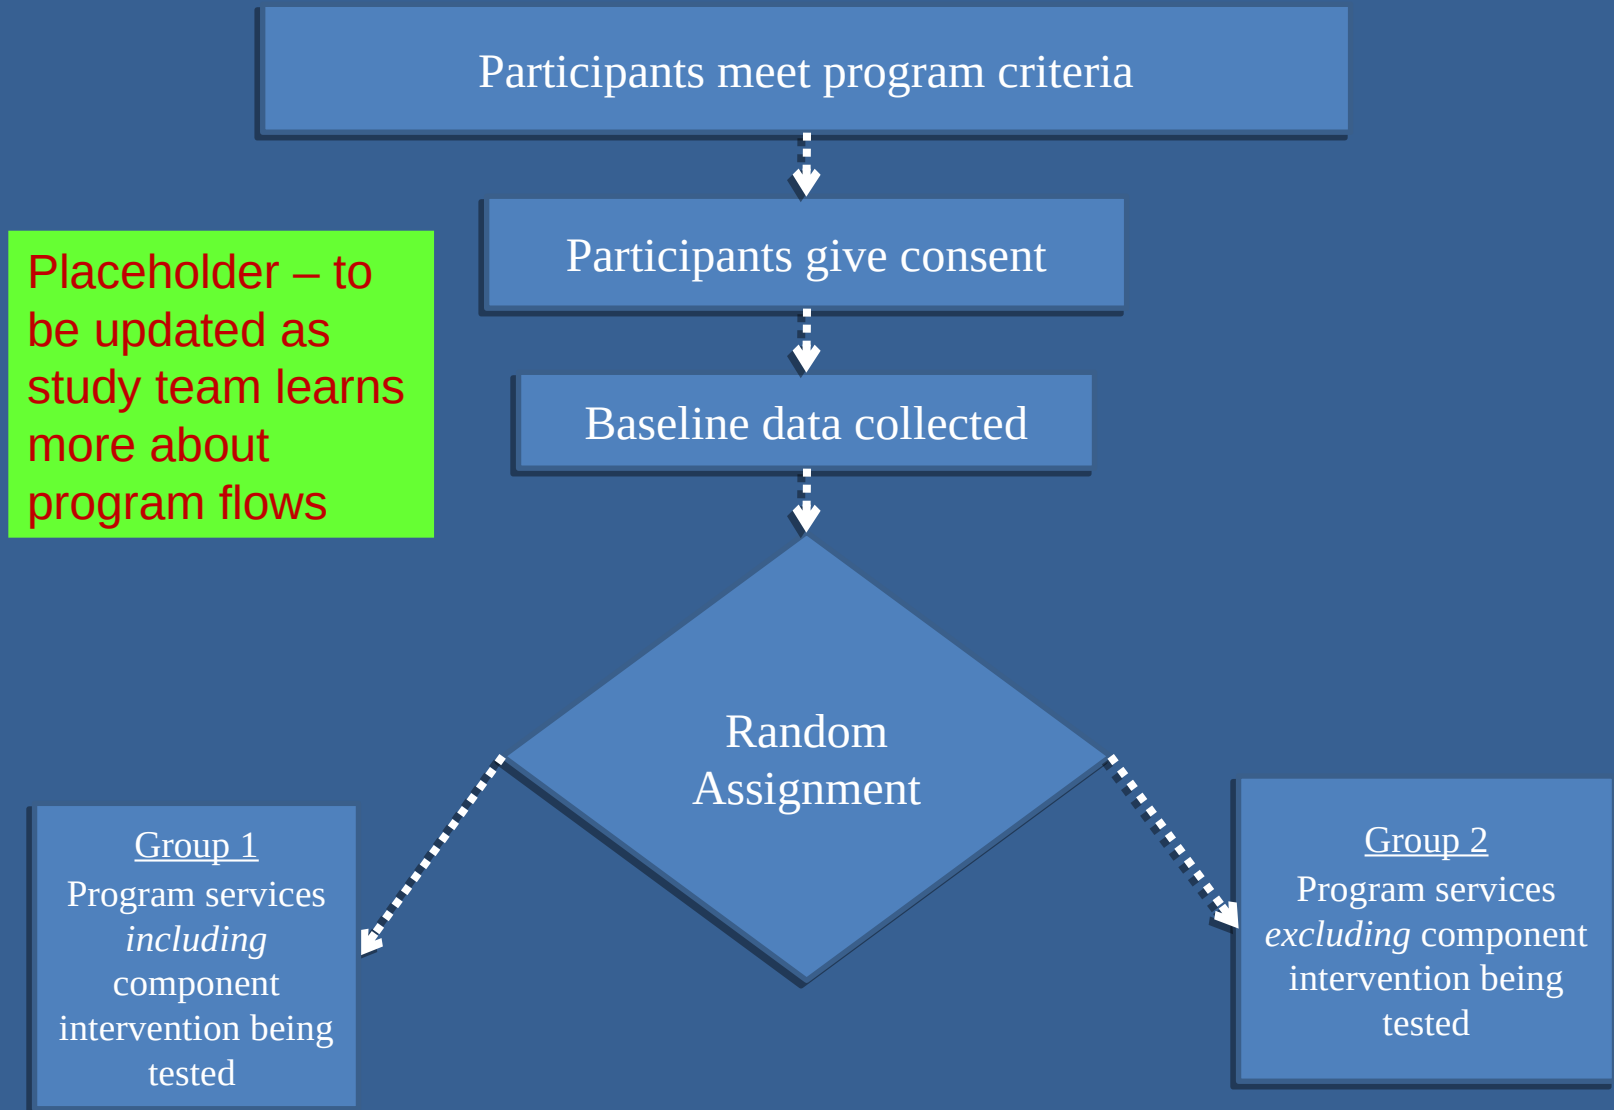 Participants meet program criteria
Participants give consent
Placeholder – to
be updated as
study team learns
more about
program flows
Baseline data collected
Random
Assignment
Group 1
Program services
including
component
intervention being
tested
Group 2
Program services
excluding component
intervention being
tested